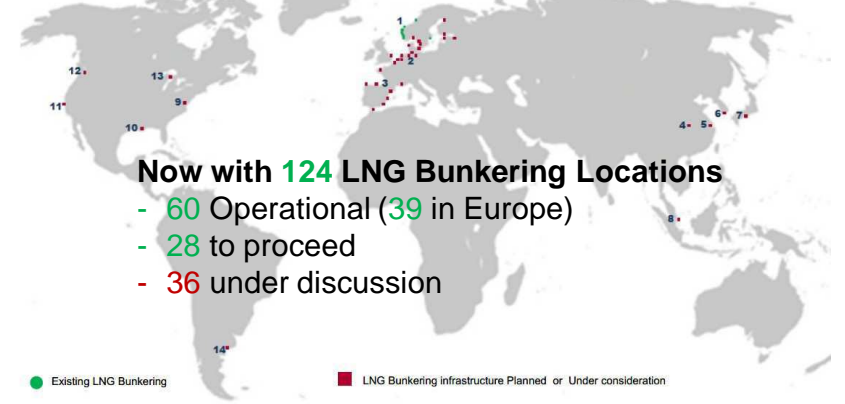 1
2
12
13
3
11
9
10
6
7
4
5
Now with 124 LNG Bunkering Locations
- 60 Operational (39 in Europe)
8
- 28 to proceed
- 36 under discussion
14
Existing LNG Bunkering
LNG Bunkering infrastructure Planned or Under consideration